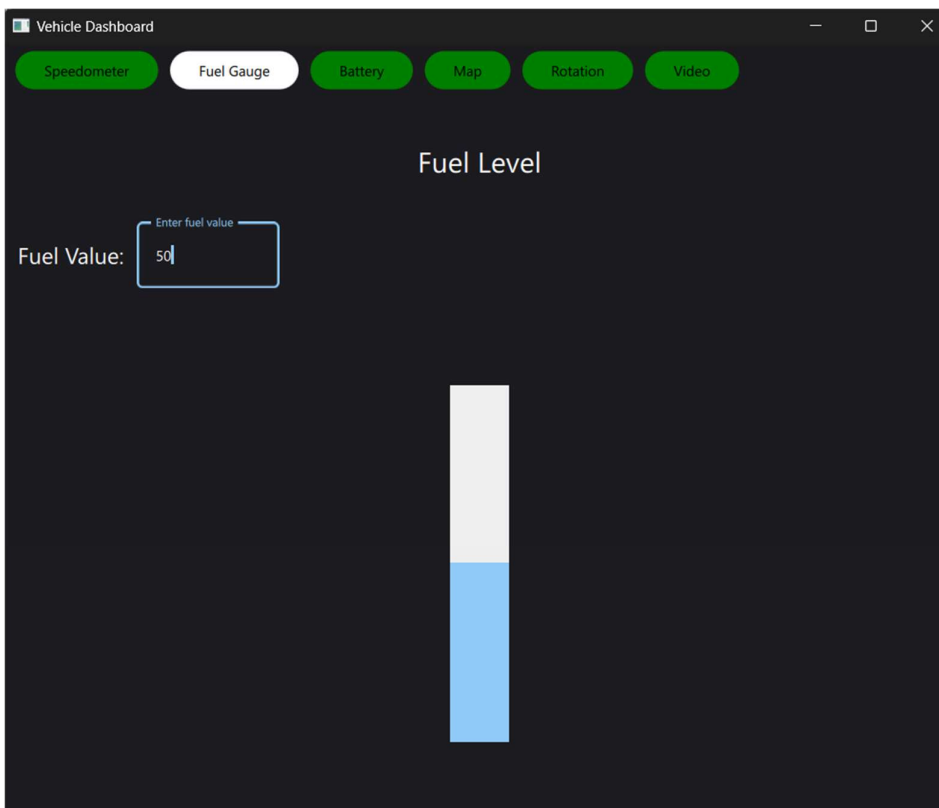 Vehicle Dashboard
Speedometer Fuel Gauge Battery Map Rotation Video
Fuel Level
Enter fuel value
Fuel Value: 50